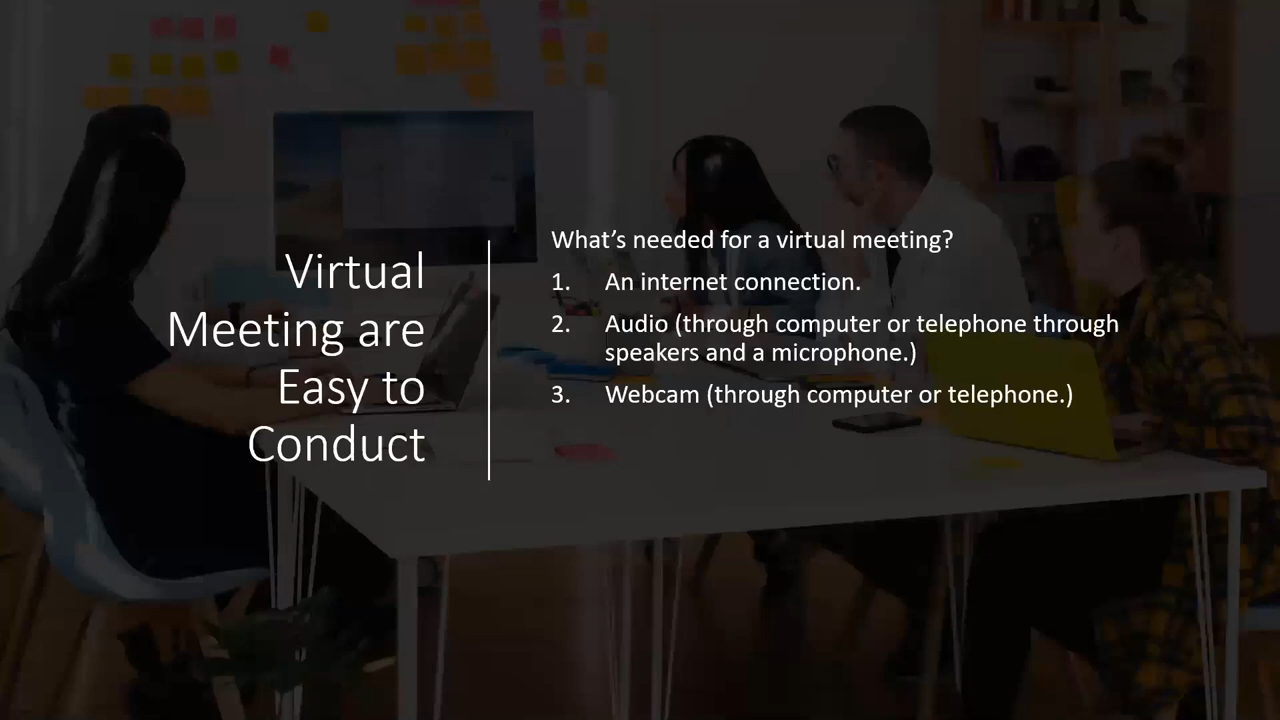 Virtual
Meeting are
Easy to
Conduct
What’s needed for a virtual meeting?
1. An internet connection.
2. Audio (through computer or telephone through
speakers and a microphone.)
3. Webcam (through computer or telephone.)